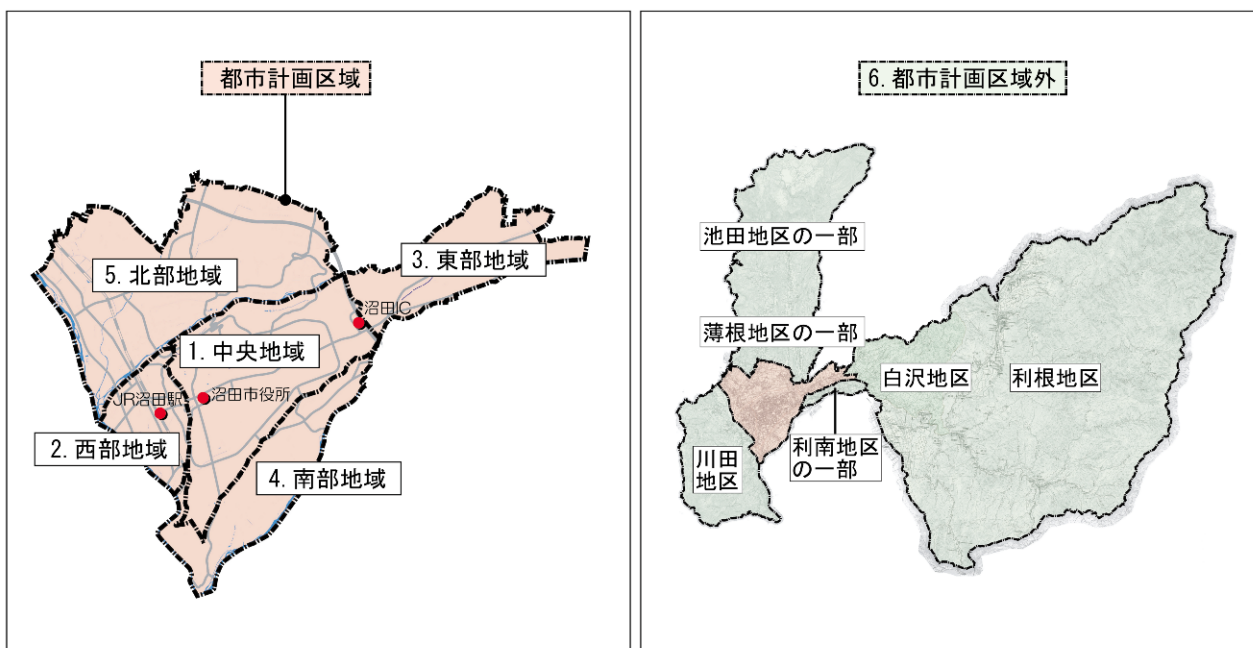 都市計画区域
5. 北部地域
3. 東部地域
沼田IC
1. 中央地域
JR沼田駅
沼田市役所
2. 西部地域
4. 南部地域
6. 都市計画区域外
池田地区の一部
薄根地区の一部
白沢地区
利根地区
川田
地区
利南地区
の一部